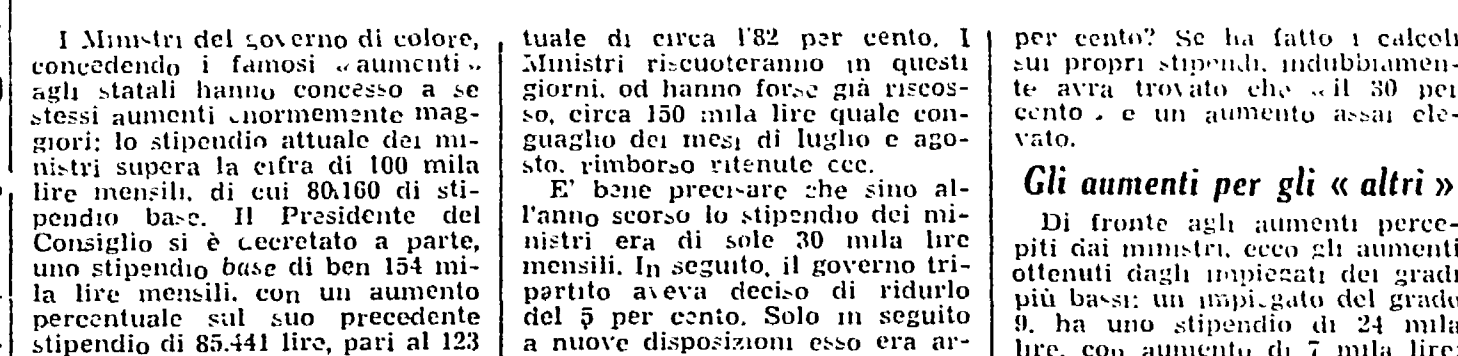 I Ministri del governo di colore,
concedendo i famosi « aumenti »
agli statali hanno concesso a se
stessi aumenti enormemente mag-
giori: lo stipendio attuale dei mi-
nistri supera la cifra di 100 mila
lire mensili, di cui 80.160 di sti-
pendio base. Il Presidente del
Consiglio si è decretato a parte,
uno stipendio base di ben 154 mi-
la lire mensili, con un aumento
percentuale sul suo precedente
stipendio di 85.441 lire, pari al 123
tuale di circa l'82 per cento. I
Ministri riscuoteranno in questi
giorni, od hanno forse già riscos-
so, circa 150 mila lire quale con-
guaglio dei mesi di luglio e ago-
sto, rimborso ritenute ecc.
E' bene precisare che sino al-
l'anno scorso lo stipendio dei mi-
nistri era di sole 30 mila lire
mensili. In seguito, il governo tri-
partito aveva deciso di ridurlo
del 5 per cento. Solo in seguito
a nuove disposizioni esso era ar-
per cento? Se ha fatto i calcoli
sui propri stipendi, indubbiamen-
te avrà trovato che « il 30 per
cento » è un aumento assai ele-
vato.
Gli aumenti per gli « altri »
Di fronte agli aumenti perce-
piti dai ministri, ecco gli aumenti
ottenuti dagli impiegati dei gradi
più bassi: un impiegato del grado
9. ha uno stipendio di 24 mila
lire, con aumento di 7 mila lire;